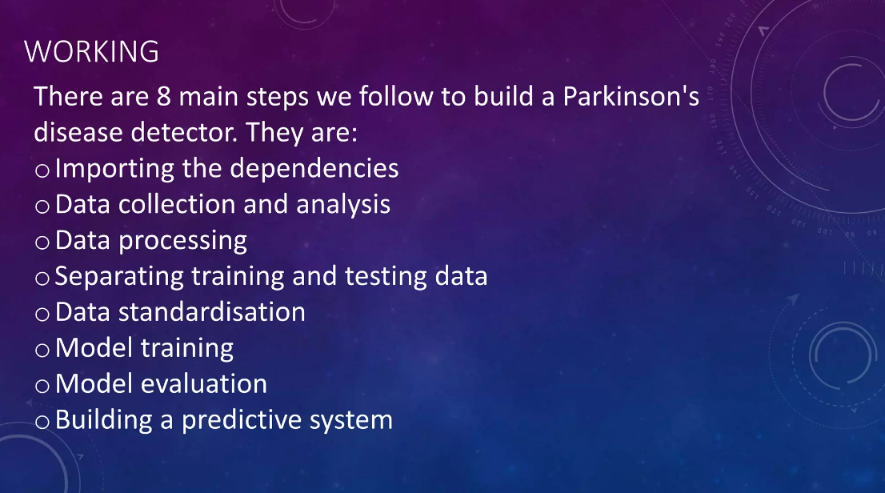 WORKING
There are 8 main steps we follow to build a Parkinson's
disease detector. They are:
o Importing the dependencies
o Data collection and analysis
o Data processing
o Separating training and testing data
o Data standardisation
o Model training
o Model evaluation
o Building a predictive system